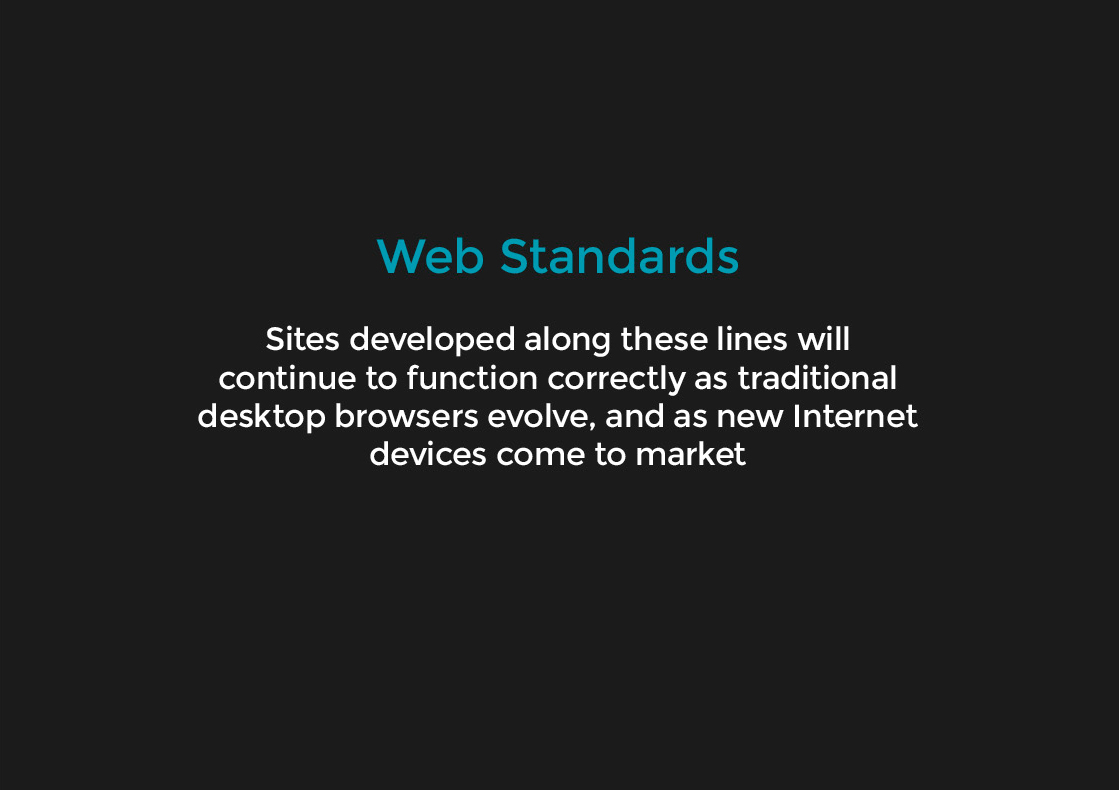 Web Standards
Sites developed along these lines will
continue to function correctly as traditional
desktop browsers evolve, and as new Internet
devices come to market